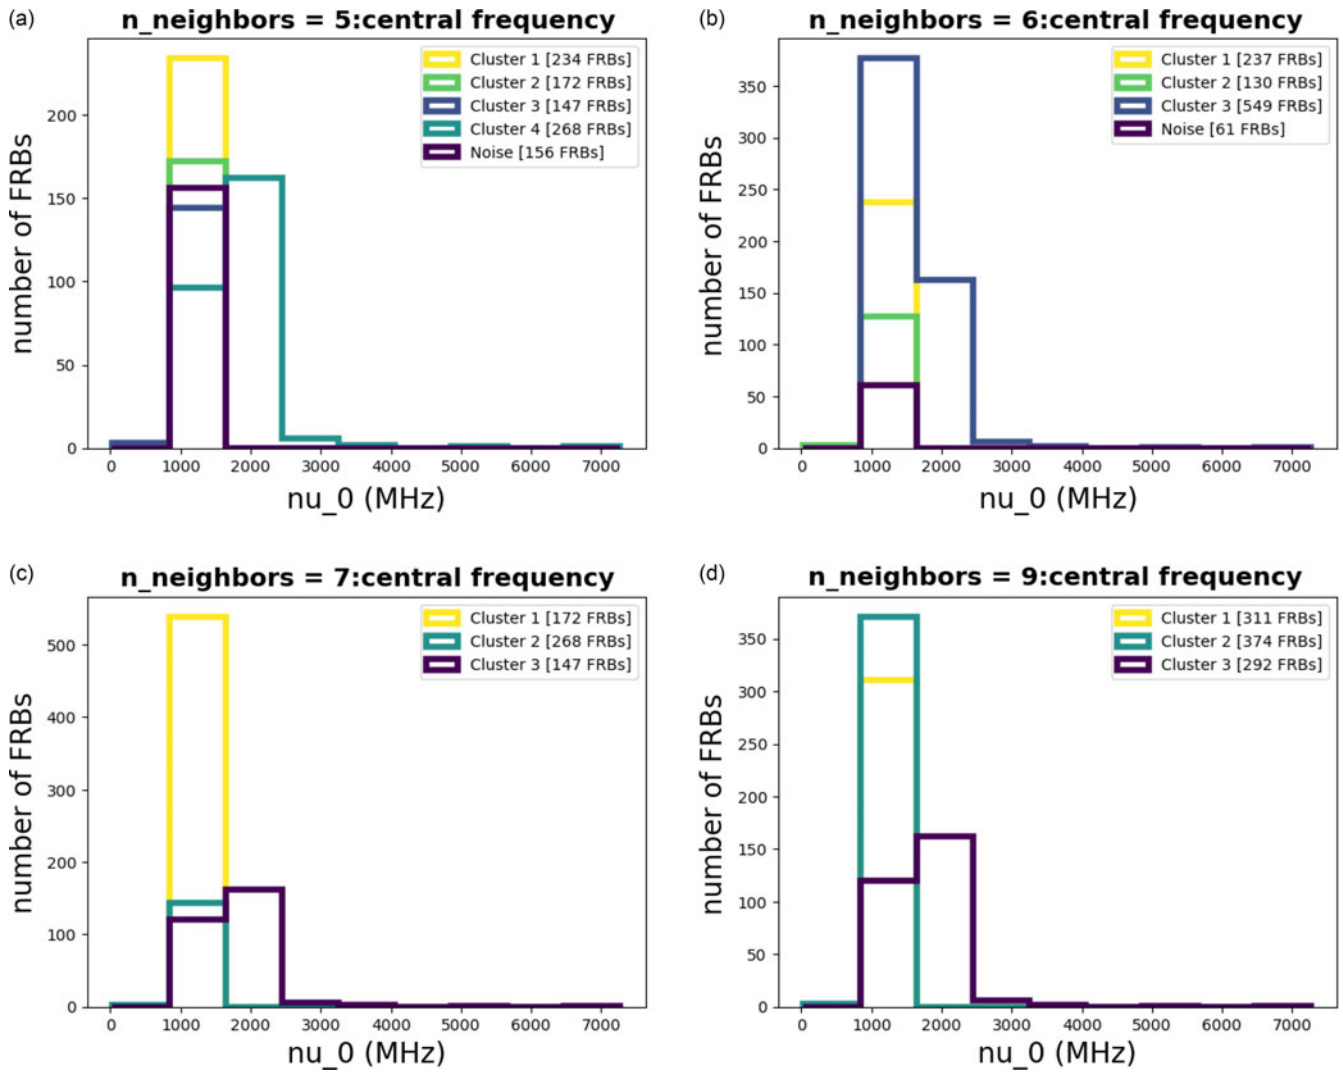 (a)
n_neighbors = 5:central frequency
number of FRBs
200
150
100
50
0
Cluster 1 [234 FRBs]
Cluster 2 [172 FRBs]
Cluster 3 [147 FRBs]
Cluster 4 [268 FRBs]
Noise [156 FRBs]
0 1000 2000 3000 4000 5000 6000 7000
nu_0 (MHz)
(b)
n_neighbors = 6:central frequency
number of FRBs
350
300
250
200
150
100
50
0
Cluster 1 [237 FRBs]
Cluster 2 [130 FRBs]
Cluster 3 [549 FRBs]
Noise [61 FRBs]
0 1000 2000 3000 4000 5000 6000 7000
nu_0 (MHz)
(c)
n_neighbors = 7:central frequency
number of FRBs
500
400
300
200
100
0
Cluster 1 [172 FRBs]
Cluster 2 [268 FRBs]
Cluster 3 [147 FRBs]
0 1000 2000 3000 4000 5000 6000 7000
nu_0 (MHz)
(d)
n_neighbors = 9:central frequency
number of FRBs
350
300
250
200
150
100
50
0
Cluster 1 [311 FRBs]
Cluster 2 [374 FRBs]
Cluster 3 [292 FRBs]
0 1000 2000 3000 4000 5000 6000 7000
nu_0 (MHz)